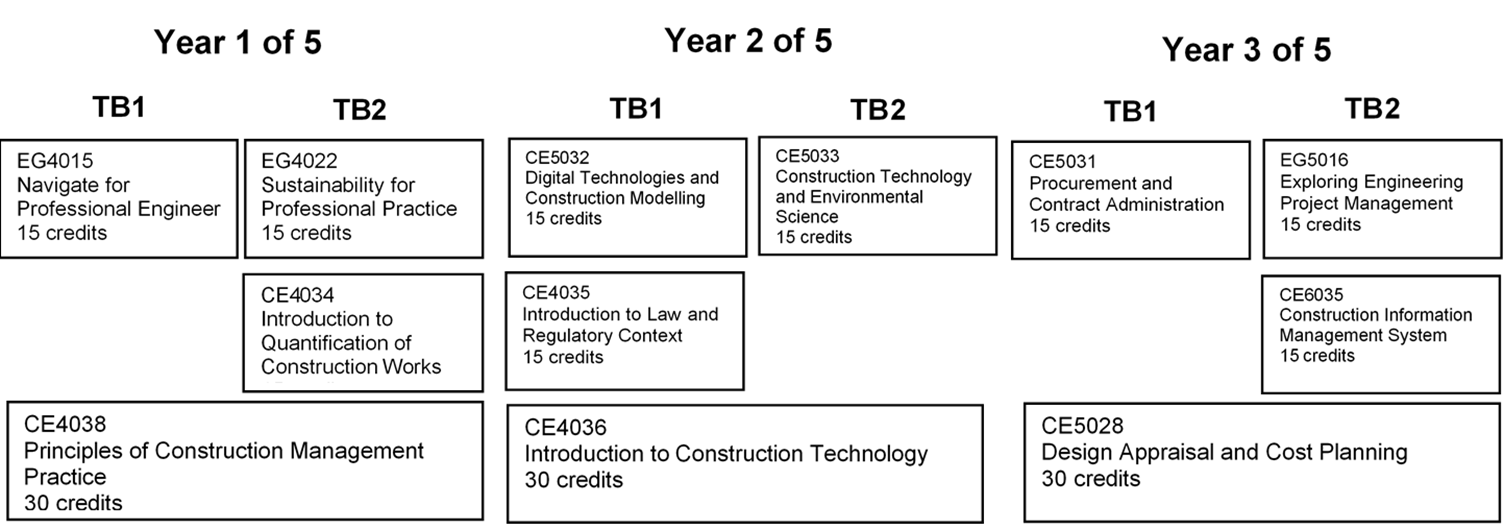 Year 1 of 5
TB1
TB2
EG4015
Navigate for
Professional Engineer
15 credits
EG4022
Sustainability for
Professional Practice
15 credits
CE4034
Introduction to
Quantification of
Construction Works
CE4038
Principles of Construction Management
Practice
30 credits
Year 2 of 5
TB1
TB2
CE5032
Digital Technologies and
Construction Modelling
15 credits
CE5033
Construction Technology
and Environmental
Science
15 credits
CE4035
Introduction to Law and
Regulatory Context
15 credits
CE4036
Introduction to Construction Technology
30 credits
Year 3 of 5
TB1
TB2
CE5031
Procurement and
Contract Administration
15 credits
EG5016
Exploring Engineering
Project Management
15 credits
CE6035
Construction Information
Management System
15 credits
CE5028
Design Appraisal and Cost Planning
30 credits